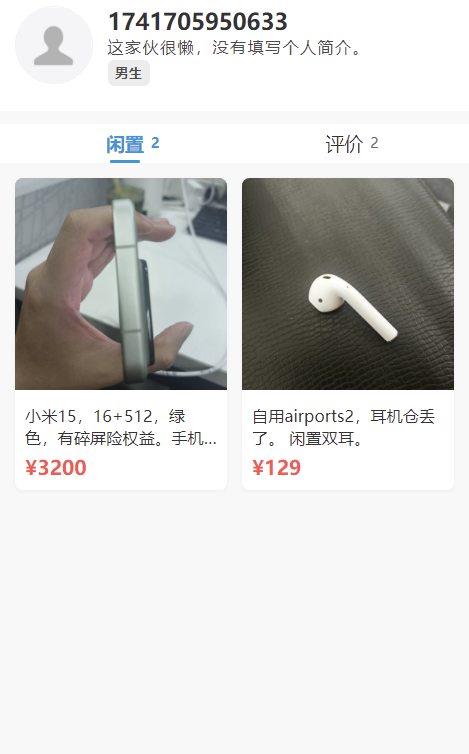 1741705950633
这家伙很懒，没有填写个人简介。
男生
闲置 2
评价 2
小米15，16+512，绿
色，有碎屏险权益。手机...
¥3200
自用airports2，耳机仓丢
了。 闲置双耳。
¥129